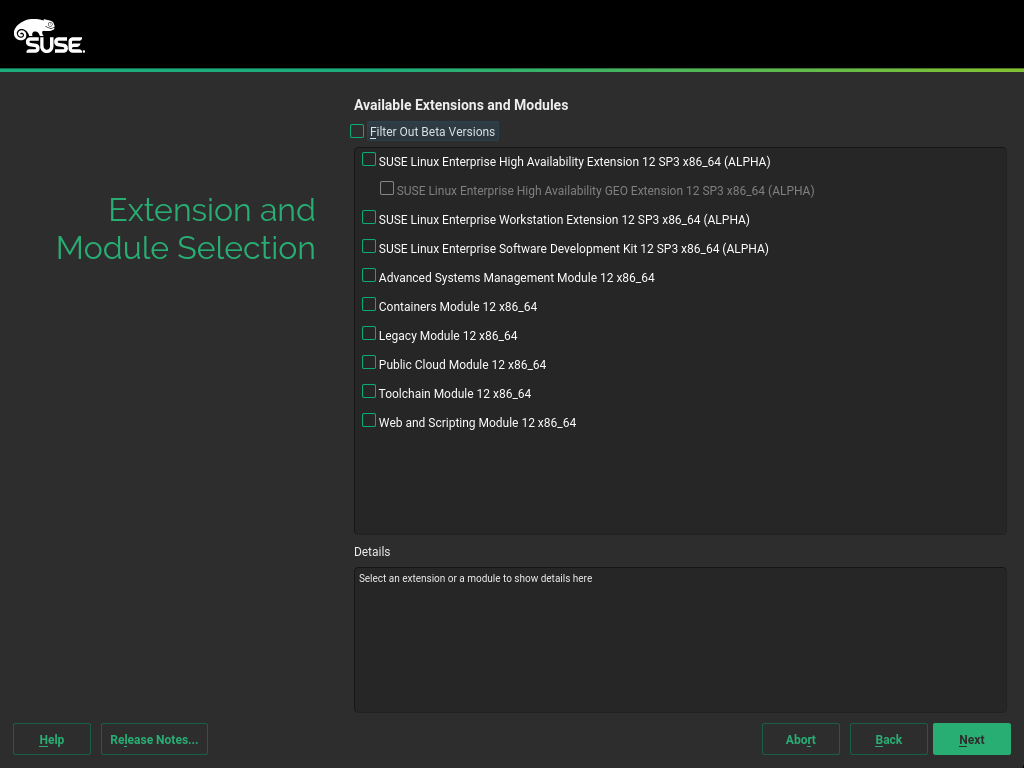 SUSE
Available Extensions and Modules
Filter Out Beta Versions
Extension and
Module Selection
SUSE Linux Enterprise High Availability Extension 12 SP3 x86_64 (ALPHA)
SUSE Linux Enterprise High Availability GEO Extension 12 SP3 x86_64 (ALPHA)
SUSE Linux Enterprise Workstation Extension 12 SP3 x86_64 (ALPHA)
SUSE Linux Enterprise Software Development Kit 12 SP3 x86_64 (ALPHA)
Advanced Systems Management Module 12 x86_64
Containers Module 12 x86_64
Legacy Module 12 x86_64
Public Cloud Module 12 x86_64
Toolchain Module 12 x86_64
Web and Scripting Module 12 x86_64
Details
Select an extension or a module to show details here
Help
Release Notes...
Abort
Back
Next